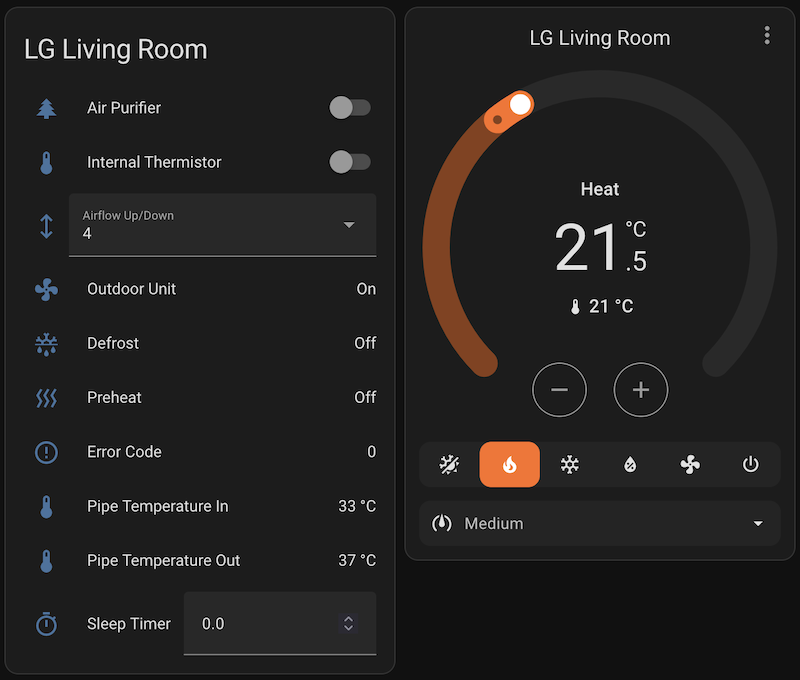 LG Living Room
Air Purifier
Internal Thermistor
Airflow Up/Down
4
Outdoor Unit On
Defrost Off
Preheat Off
Error Code 0
Pipe Temperature In 33 °C
Pipe Temperature Out 37 °C
Sleep Timer 0.0
LG Living Room
Heat
21.5 °C
21 °C
Medium